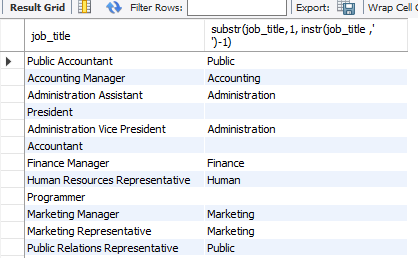 Result Grid Filter Rows: Export: Wrap Cell C
job_title substr(job_title,1, instr(job_title ,'
')-1)
Public Accountant Public
Accounting Manager Accounting
Administration Assistant Administration
President
Administration Vice President Administration
Accountant
Finance Manager Finance
Human Resources Representative Human
Programmer
Marketing Manager Marketing
Marketing Representative Marketing
Public Relations Representative Public